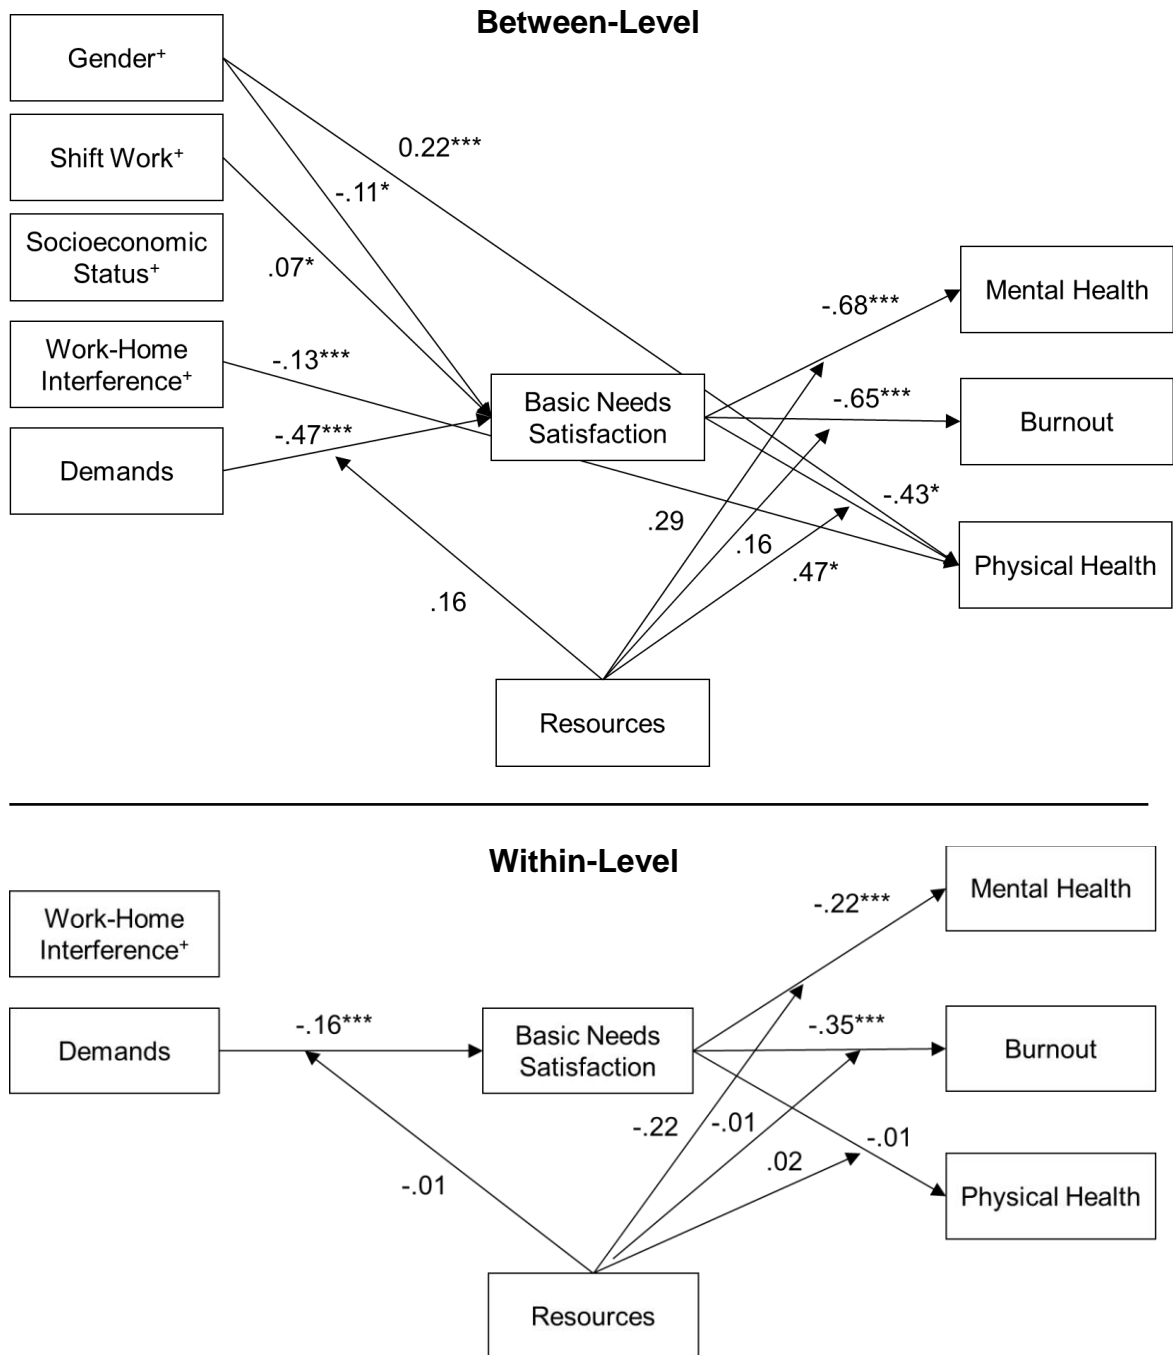 Between-Level
Gender+
Shift Work+
Socioeconomic
Status+
Work-Home
Interference+
Demands
0.22***
-.11*
.07*
-.13***
-.47***
Basic Needs
Satisfaction
-.68***
-.65***
-.43*
Mental Health
Burnout
Physical Health
.29
.16
.47*
.16
Resources
Within-Level
Work-Home
Interference+
Demands
-.16***
Basic Needs
Satisfaction
-.22***
-.35***
-.01
Mental Health
Burnout
Physical Health
-.22
-.01
.02
-.01
Resources